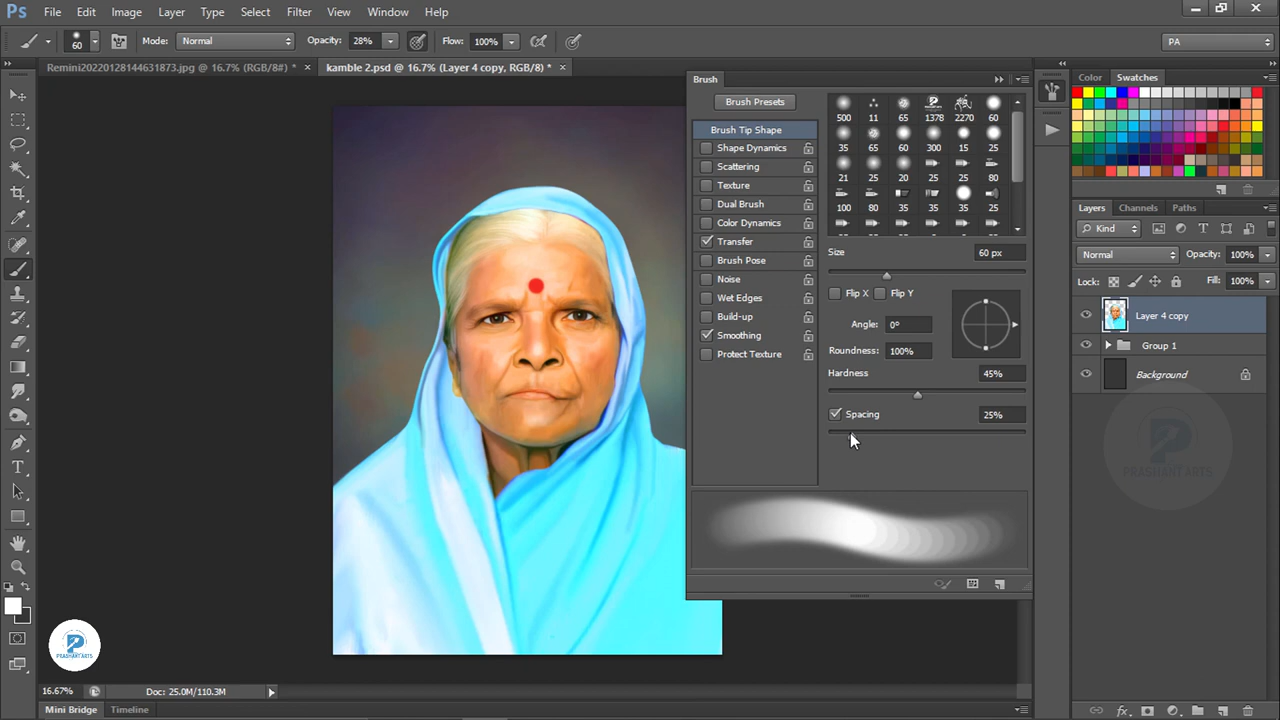 Ps File Edit Image Layer Type Select Filter 3D View Window Help
60 Mode: Normal Opacity: 28% Flow: 100% PA
Remini20220128144631873.jpg @ 16.7% (RGB/8#) * × kamble 2.psd @ 16.7% (Layer 4 copy, RGB/8) * ×
Brush
Brush Presets
Brush Tip Shape
Shape Dynamics
Scattering
Texture
Dual Brush
Color Dynamics
Transfer
Brush Pose
Noise
Wet Edges
Build-up
Smoothing
Protect Texture
500 11 65 1378 2270 60
35 65 60 300 15 25
21 25 20 25 25 80
100 80 35 35 35 25
Size 60 px
Flip X Flip Y
Angle: 0°
Roundness: 100%
Hardness 45%
Spacing 25%
Color Swatches
Layers Channels Paths
Kind
Normal Opacity: 100%
Lock: Fill: 100%
Layer 4 copy
Group 1
Background
PRASHANT ARTS
PRASHANT ARTS
16.67% Doc: 25.0M/110.3M
Mini Bridge Timeline